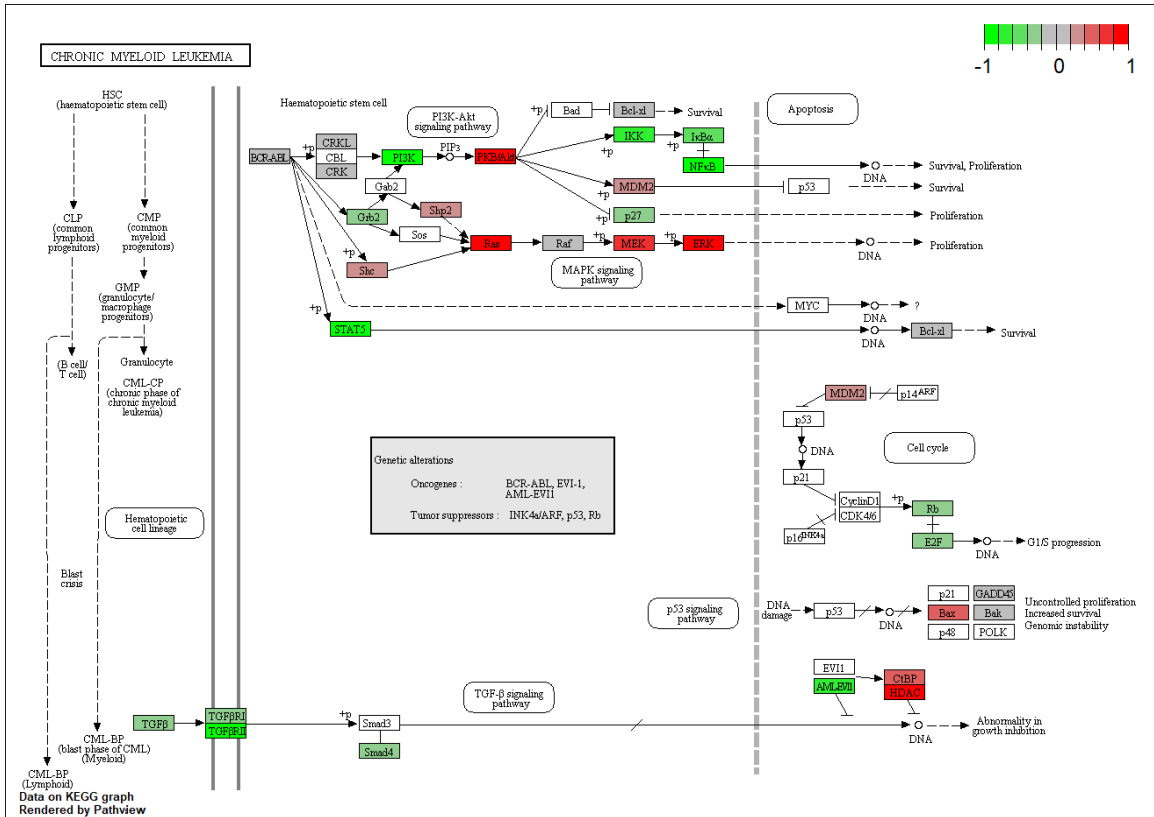 CHRONIC MYELOID LEUKEMIA
-1
0
1
HSC
(haematopoietic stem cell)
CLP
(common
lymphoid
progenitors)
CMP
(common
myeloid
progenitors)
GMP
(granulocyte/
macrophage
progenitors)
(B cell/
T cell)
Granulocyte
CML-CP
(chronic phase of
chronic myeloid
leukemia)
Hematopoietic
cell lineage
Blast
crisis
CML-BP
(blast phase of CML)
(Myeloid)
CML-BP
(Lymphoid)
Haematopoietic stem cell
PI3K-Akt
signaling pathway
Apoptosis
BCR-ABL
+p
CRKL
CBL
CRK
PI3K
PIP3
PKB/Akt
+p
Bad
Bcl-xl
Survival
IKK
+p
IκBα
+p
NFκB
DNA
Survival, Proliferation
Gab2
MDM2
+p
p53
Survival
Grb2
Shp2
p27
+p
Proliferation
Sos
Ras
Raf
+p
MEK
+p
ERK
DNA
Proliferation
+p
Shc
MAPK signaling
pathway
MYC
DNA
?
+p
STAT5
DNA
Bcl-xl
Survival
MDM2
p14ARF
p53
DNA
Cell cycle
p21
CyclinD1
CDK4/6
+p
Rb
p16INK4a
E2F
DNA
G1/S progression
Genetic alterations
Oncogenes : BCR-ABL, EVI-1,
AML-EVI1
Tumor suppressors : INK4a/ARF, p53, Rb
p53 signaling
pathway
DNA
damage
p53
DNA
p21
GADD45
Bax
Bak
p48
POLK
Uncontrolled proliferation
Increased survival
Genomic instability
TGF-β signaling
pathway
EVI1
AML-EVI1
CtBP
HDAC
TGFβ
TGFβRI
TGFβRII
+p
Smad3
Smad4
DNA
Abnormality in
growth inhibition
Data on KEGG graph
Rendered by Pathview